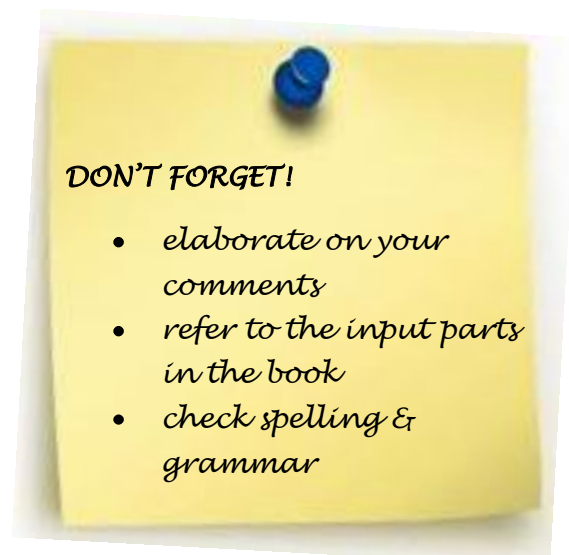 DON'T FORGET!
• elaborate on your
comments
• refer to the input parts
in the book
• check spelling &
grammar